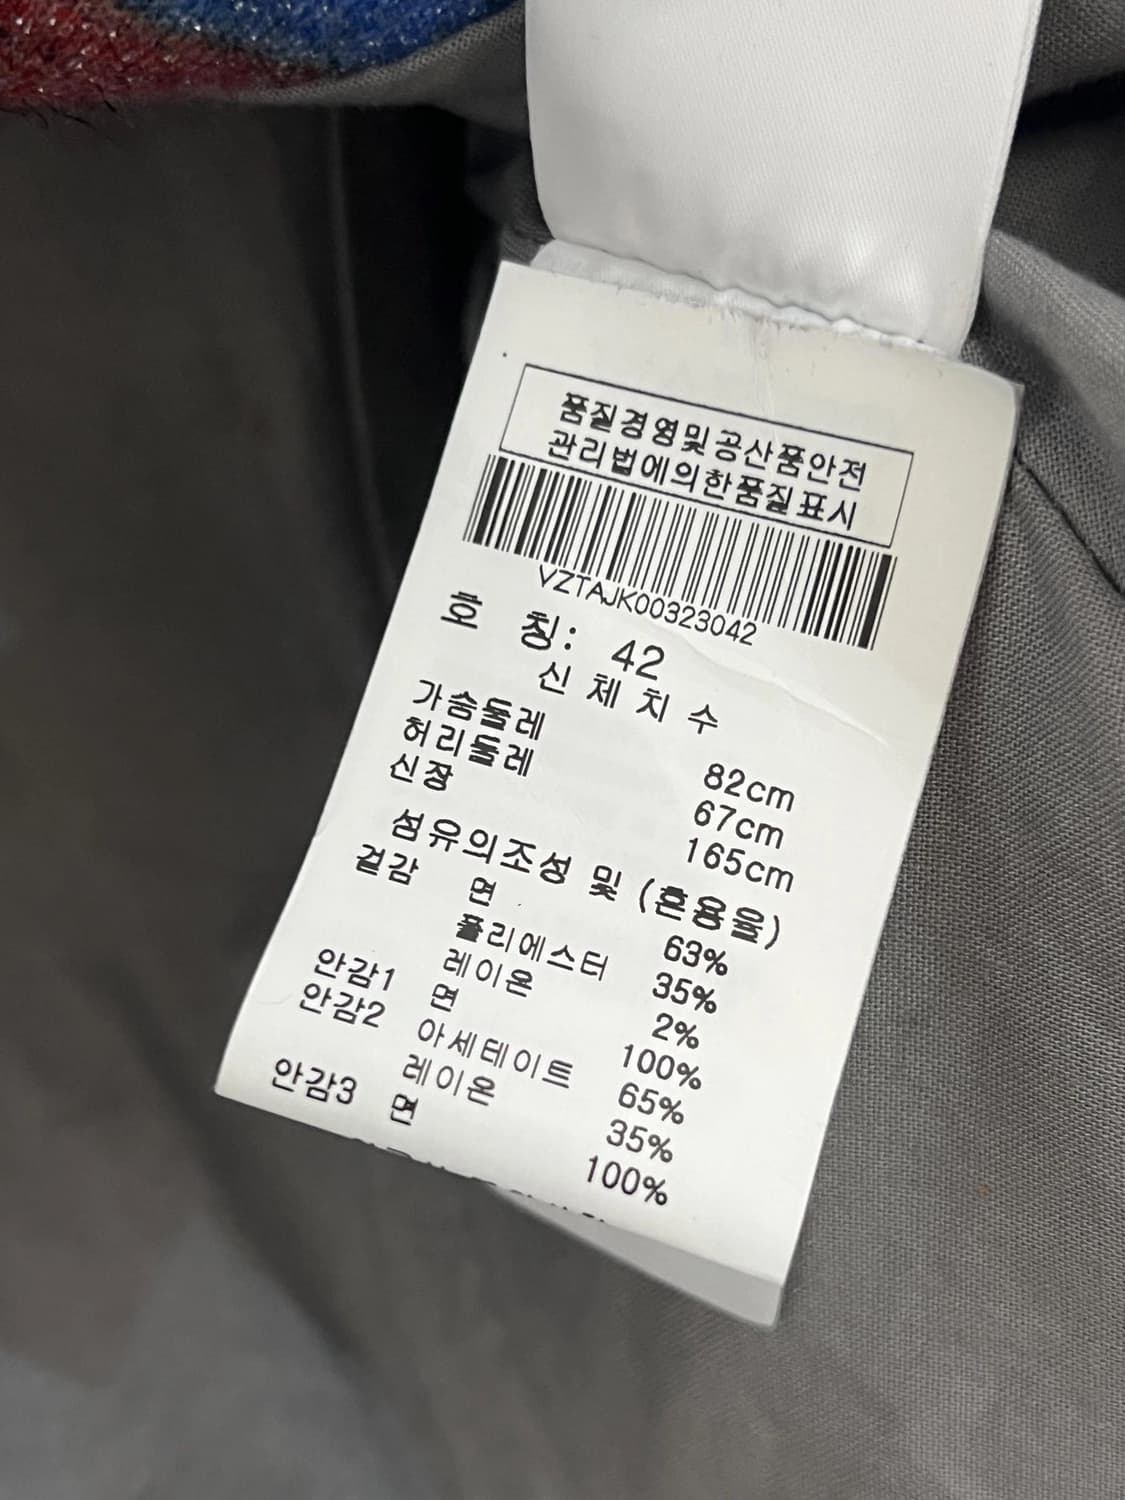 품질경영및공산품안전
관리법에의한품질표시
VZTAJK00323042
호 칭: 42
신 체 치 수
가슴둘레 82cm
허리둘레 67cm
신장 165cm
섬유의조성 및 (혼용율)
겉감 면 63%
폴리에스터 35%
레이온 2%
안감1 면 100%
안감2 아세테이트 65%
레이온 35%
안감3 면 100%